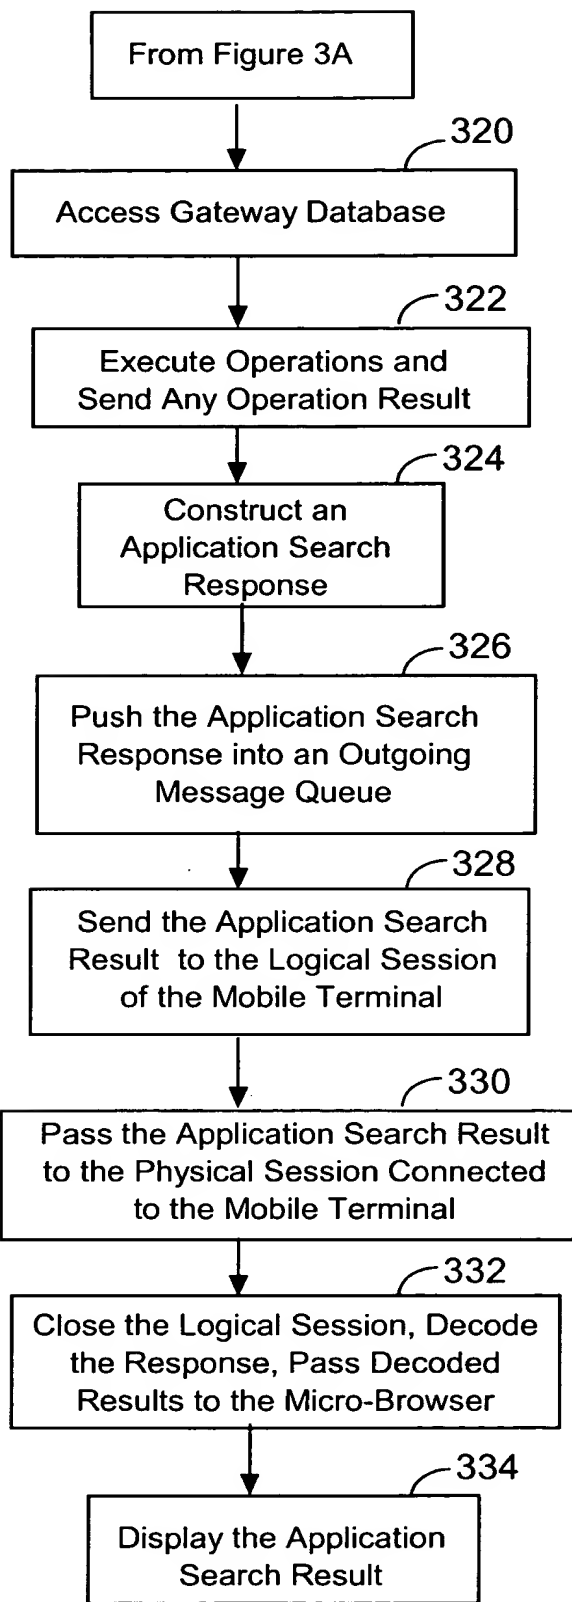 From Figure 3A
320
Access Gateway Database
322
Execute Operations and
Send Any Operation Result
324
Construct an
Application Search
Response
326
Push the Application Search
Response into an Outgoing
Message Queue
328
Send the Application Search
Result to the Logical Session
of the Mobile Terminal
330
Pass the Application Search Result
to the Physical Session Connected
to the Mobile Terminal
332
Close the Logical Session, Decode
the Response, Pass Decoded
Results to the Micro-Browser
334
Display the Application
Search Result